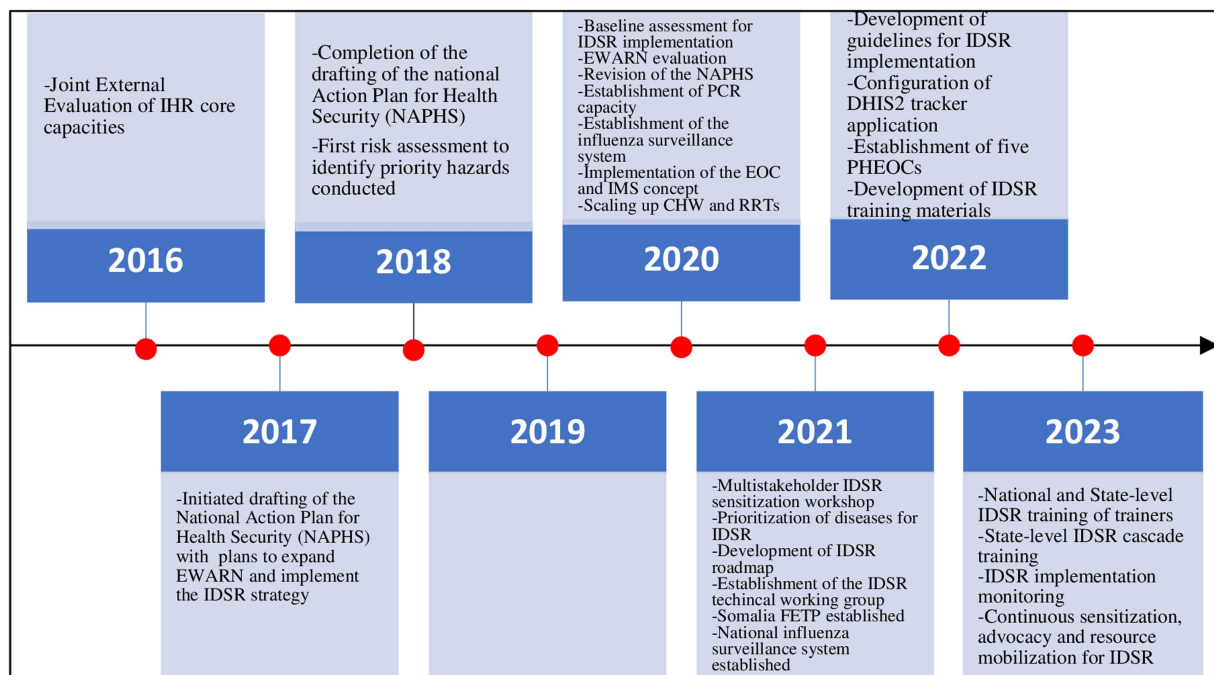 -Joint External
Evaluation of IHR core
capacities
2016
-Initiated drafting of the
National Action Plan for
Health Security (NAPHS)
with plans to expand
EWARN and implement
the IDSR strategy
2017
-Completion of the
drafting of the national
Action Plan for Health
Security (NAPHS)
-First risk assessment to
identify priority hazards
conducted
2018
2019
-Baseline assessment for
IDSR implementation
-EWARN evaluation
-Revision of the NAPHS
-Establishment of PCR
capacity
-Establishment of the
influenza surveillance
system
-Implementation of the EOC
and IMS concept
-Scaling up CHW and RRTs
2020
2021
-Multistakeholder IDSR
sensitization workshop
-Prioritization of diseases for
IDSR
-Development of IDSR
roadmap
-Establishment of the IDSR
techincal working group
-Somalia FETP established
-National influenza
surveillance system
established
-Development of
guidelines for IDSR
implementation
-Configuration of
DHIS2 tracker
application
-Establishment of five
PHEOCs
-Development of IDSR
training materials
2022
2023
-National and State-level
IDSR training of trainers
-State-level IDSR cascade
training
-IDSR implementation
monitoring
-Continuous sensitization,
advocacy and resource
mobilization for IDSR